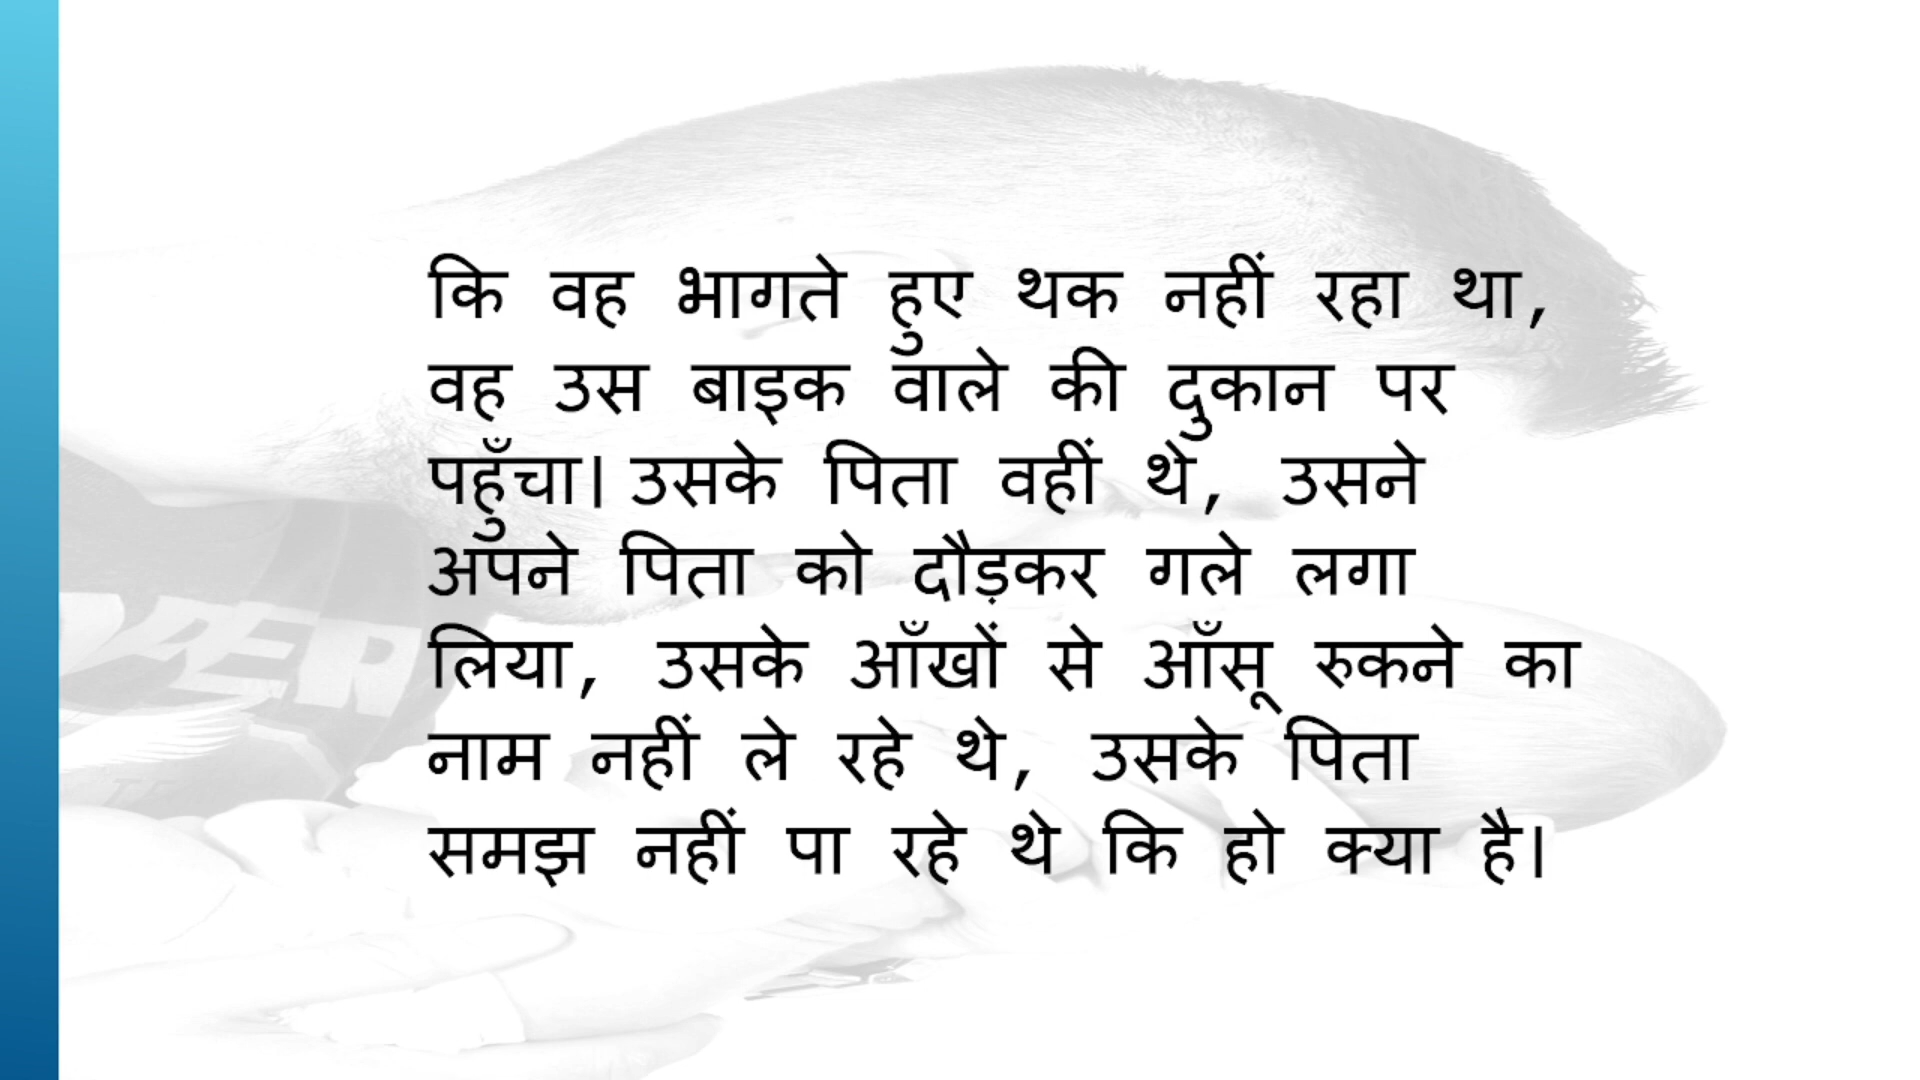 कि वह भागते हुए थक नहीं रहा था,
वह उस बाइक वाले की दुकान पर
पहुँचा। उसके पिता वहीं थे, उसने
अपने पिता को दौड़कर गले लगा
लिया, उसके आँखों से आँसू रुकने का
नाम नहीं ले रहे थे, उसके पिता
समझ नहीं पा रहे थे कि हो क्या है।